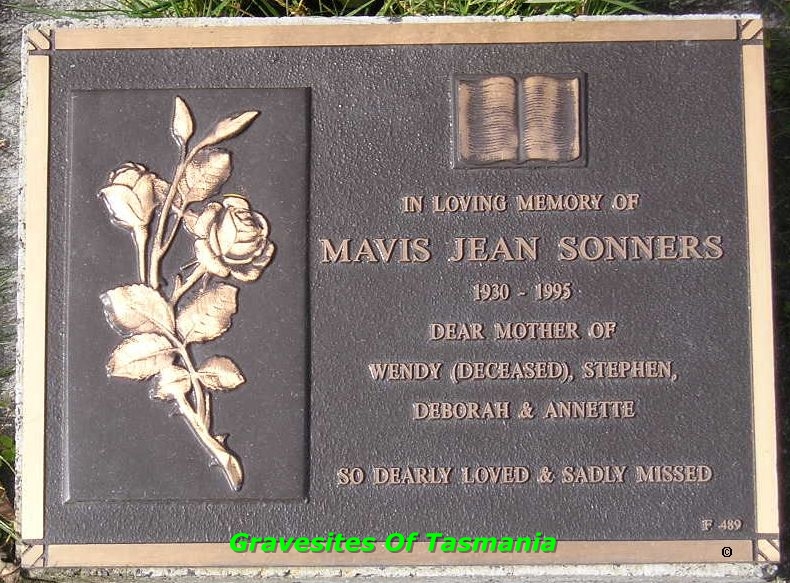 IN LOVING MEMORY OF
MAVIS JEAN SONNERS
1930 - 1995
DEAR MOTHER OF
WENDY (DECEASED), STEPHEN,
DEBORAH & ANNETTE
SO DEARLY LOVED & SADLY MISSED
F 489
Gravesites Of Tasmania
©